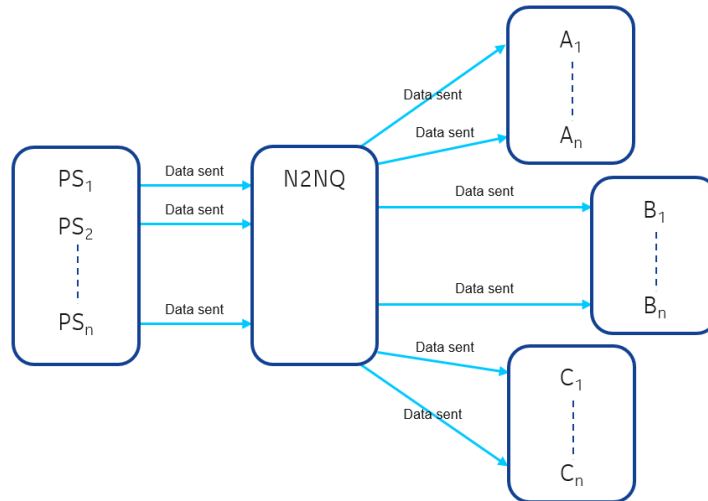 PS₁
PS₂
PSₙ
Data sent
Data sent
Data sent
N2NQ
Data sent
Data sent
Data sent
Data sent
Data sent
Data sent
A₁
Aₙ
B₁
Bₙ
C₁
Cₙ